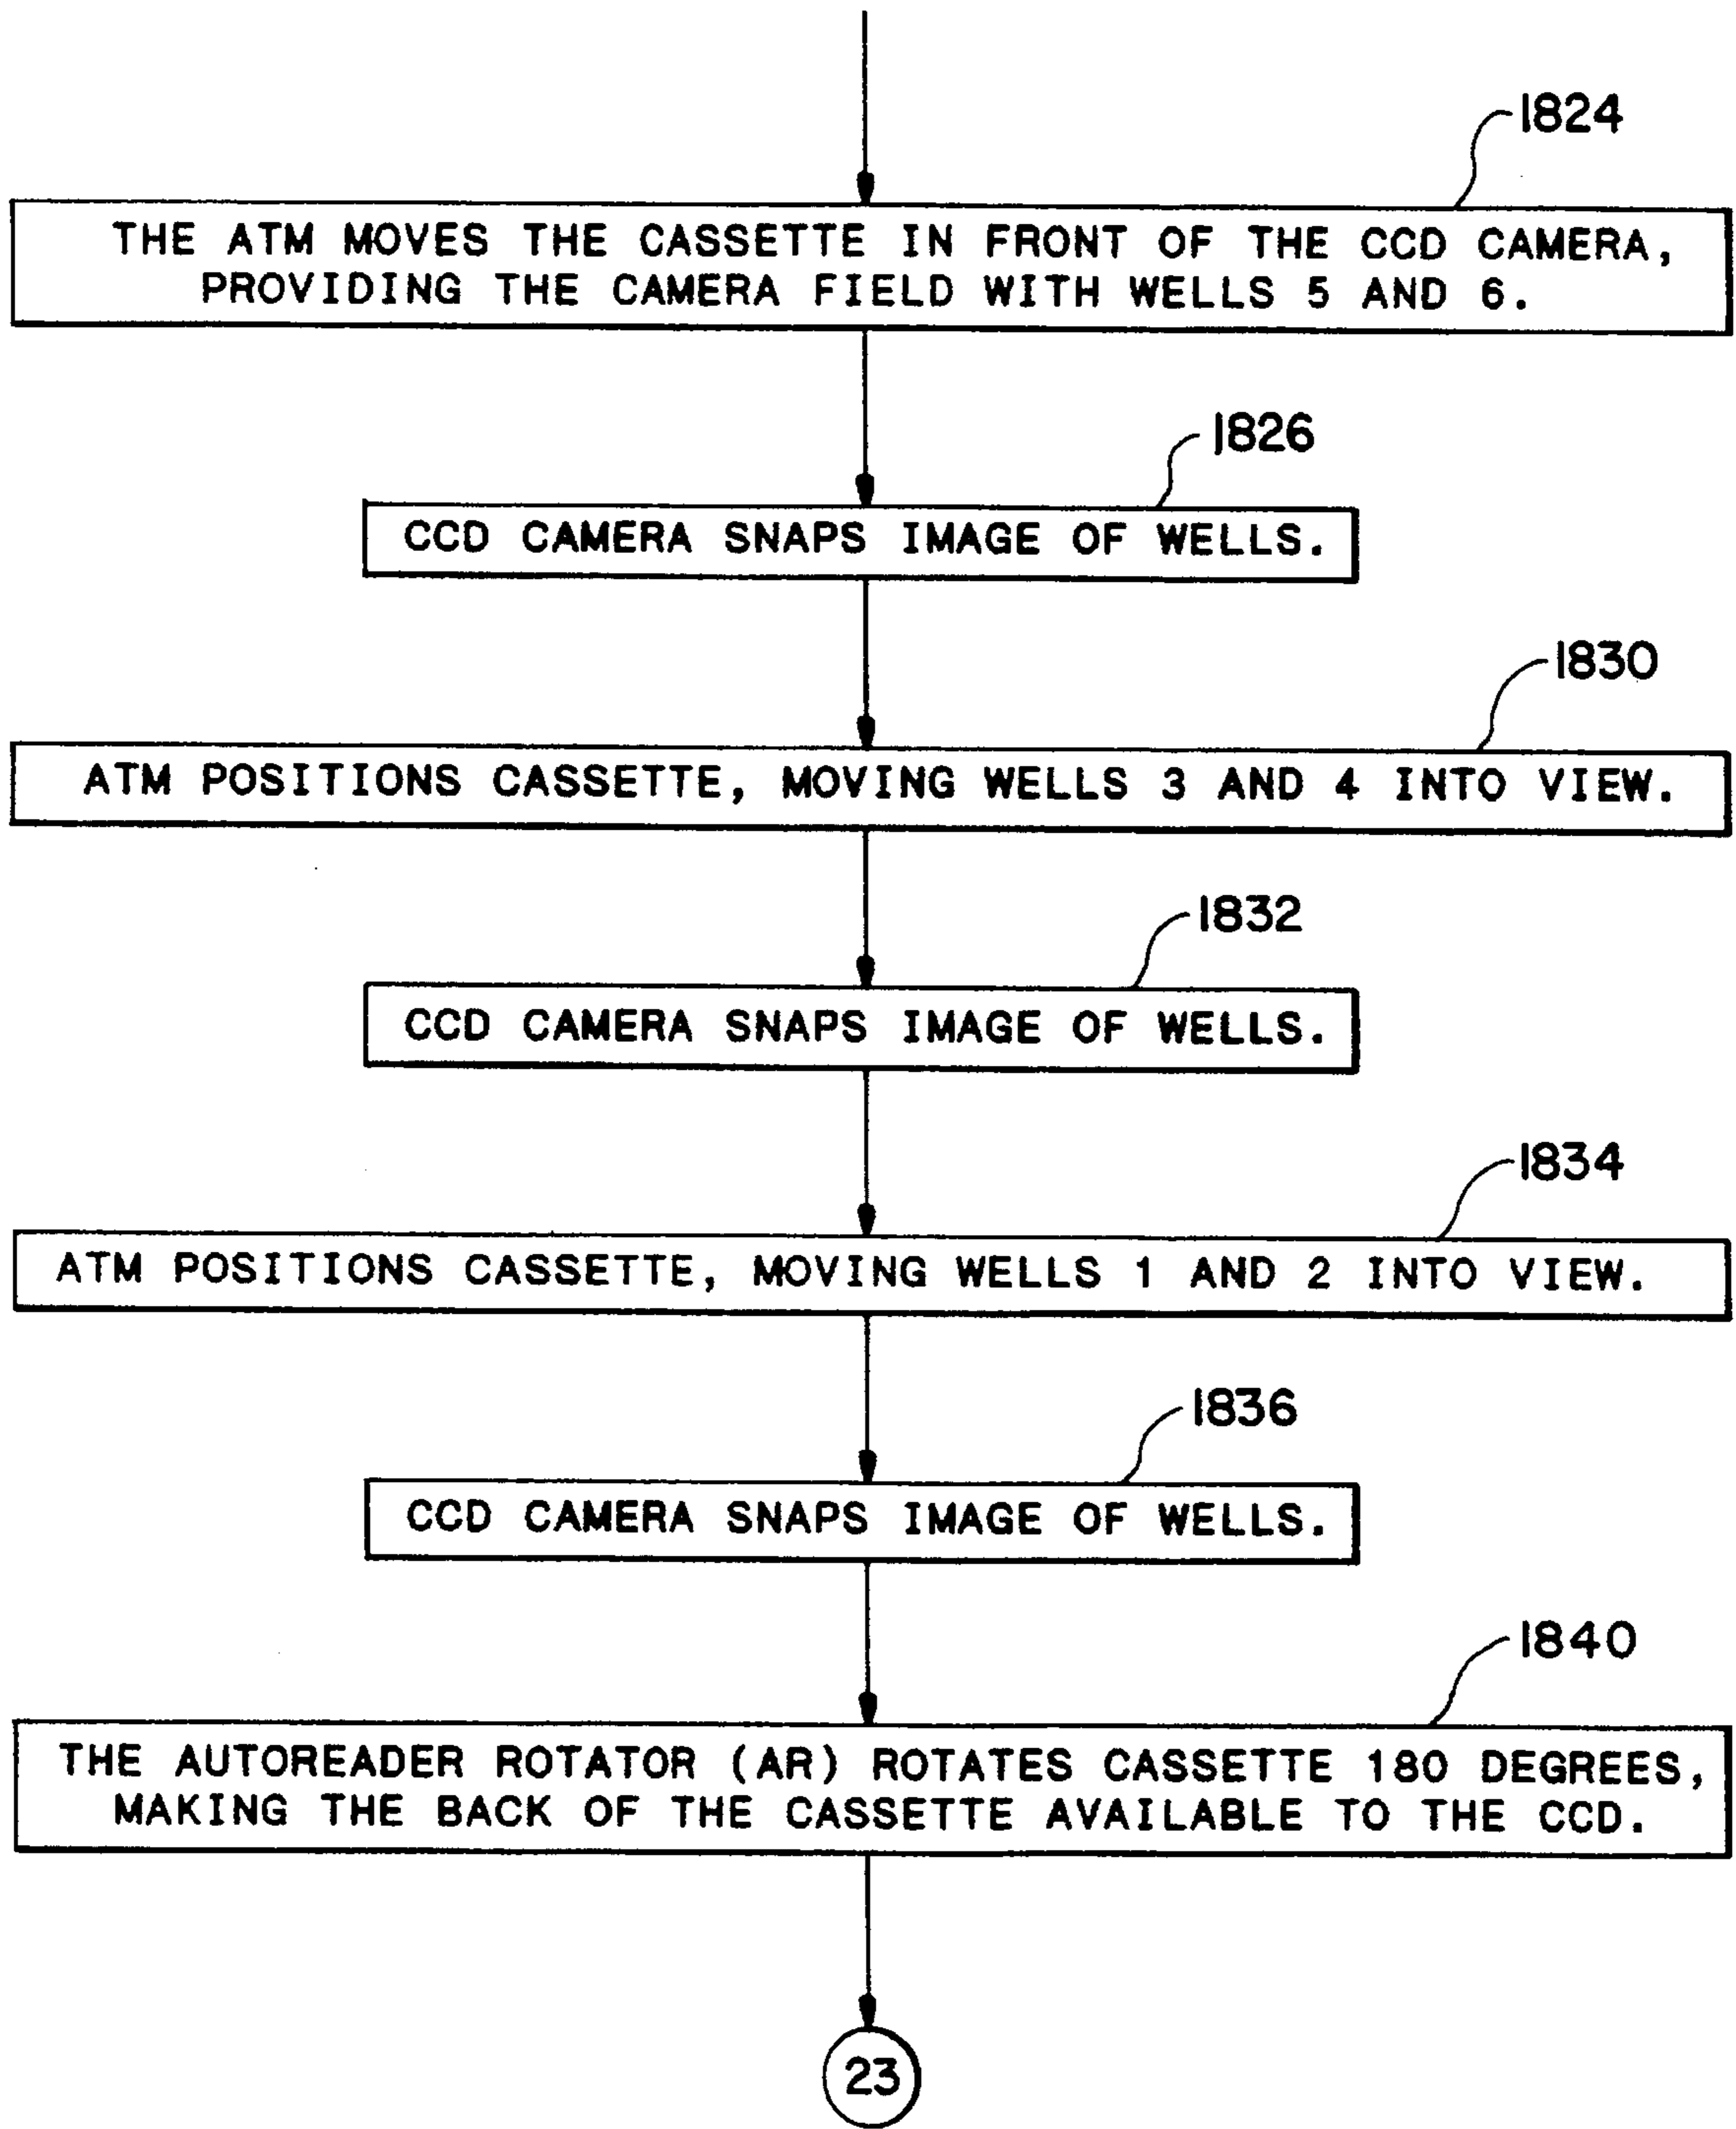 1824
THE ATM MOVES THE CASSETTE IN FRONT OF THE CCD CAMERA,
PROVIDING THE CAMERA FIELD WITH WELLS 5 AND 6.
1826
CCD CAMERA SNAPS IMAGE OF WELLS.
1830
ATM POSITIONS CASSETTE, MOVING WELLS 3 AND 4 INTO VIEW.
1832
CCD CAMERA SNAPS IMAGE OF WELLS.
1834
ATM POSITIONS CASSETTE, MOVING WELLS 1 AND 2 INTO VIEW.
1836
CCD CAMERA SNAPS IMAGE OF WELLS.
1840
THE AUTOREADER ROTATOR (AR) ROTATES CASSETTE 180 DEGREES,
MAKING THE BACK OF THE CASSETTE AVAILABLE TO THE CCD.
23